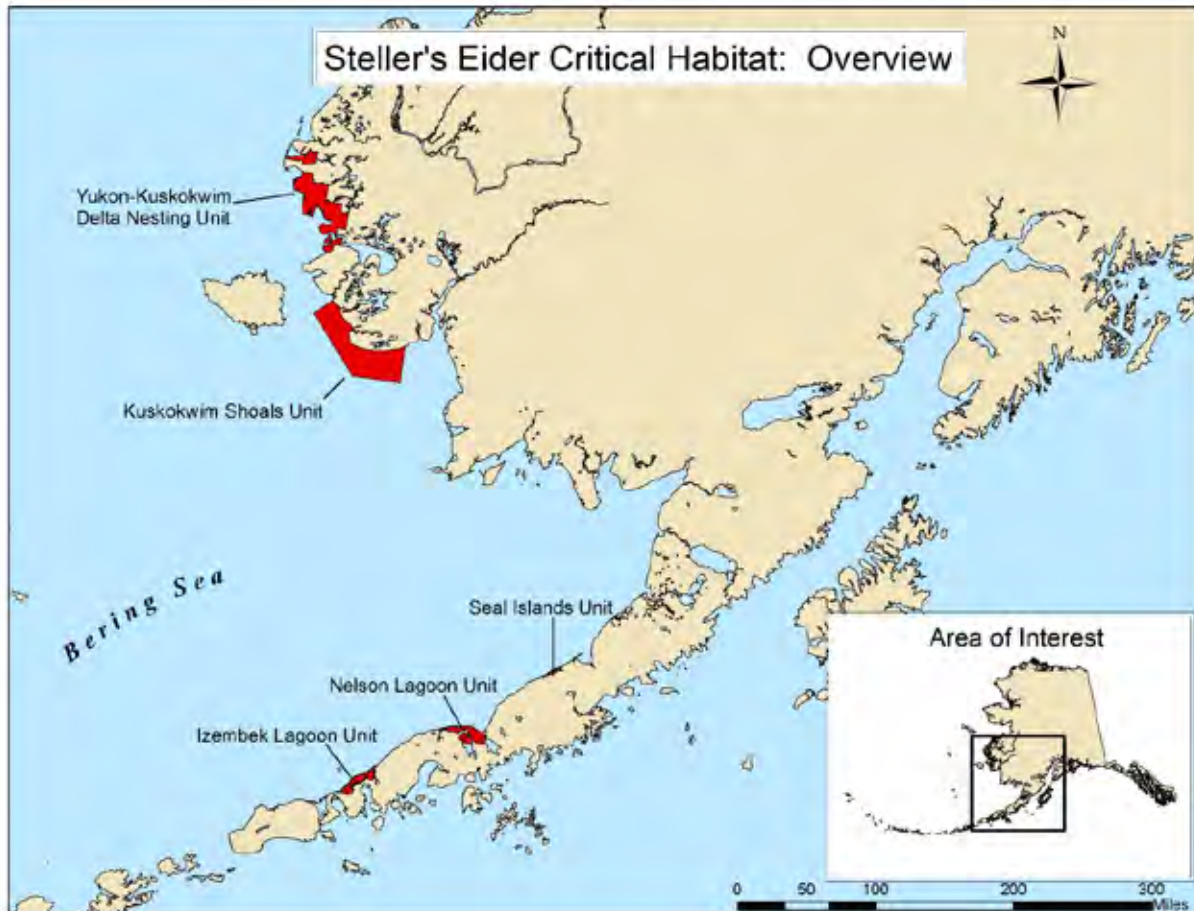 Steller's Eider Critical Habitat: Overview
N
Yukon-Kuskokwim
Delta Nesting Unit
Kuskokwim Shoals Unit
Bering Sea
Seal Islands Unit
Nelson Lagoon Unit
Izembek Lagoon Unit
Area of Interest
0 50 100 200 300
Miles